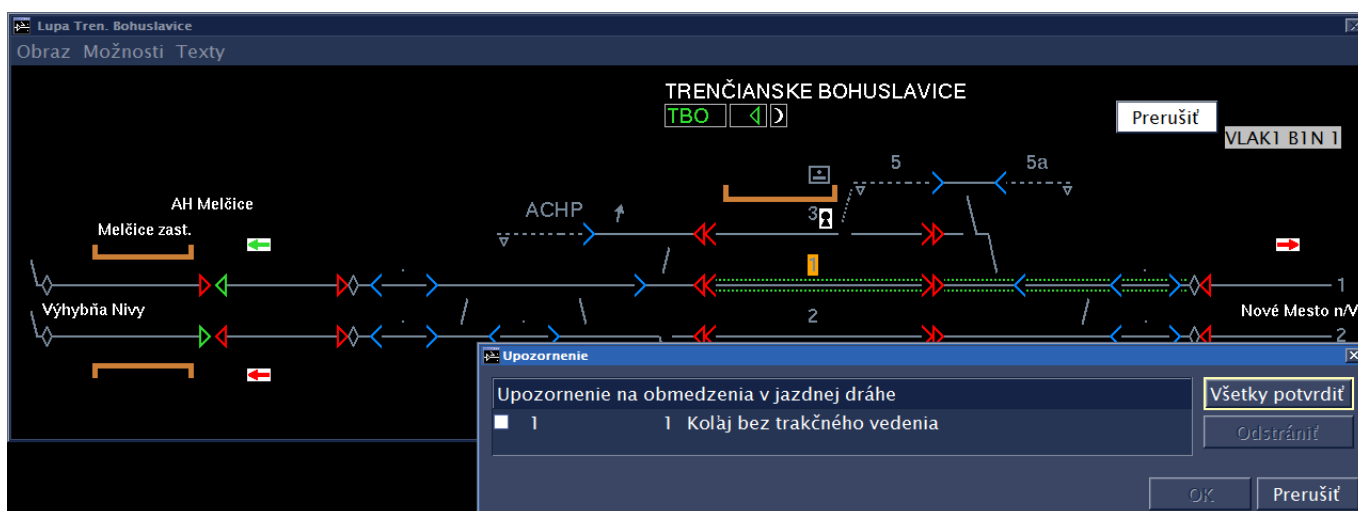 Lupa Tren. Bohuslavice
Obraz Možnosti Texty
TRENČIANSKE BOHUSLAVICE
TBO
Prerušiť
VLAK1 B1N 1
5 5a
AH Melčice
ACHP
3
Melčice zast.
1
1
Výhybňa Nivy
2
Nové Mesto n/V
2
Upozornenie
Upozornenie na obmedzenia v jazdnej dráhe
Všetky potvrdiť
1 1 Koľaj bez trakčného vedenia
Odstrániť
OK Prerušiť